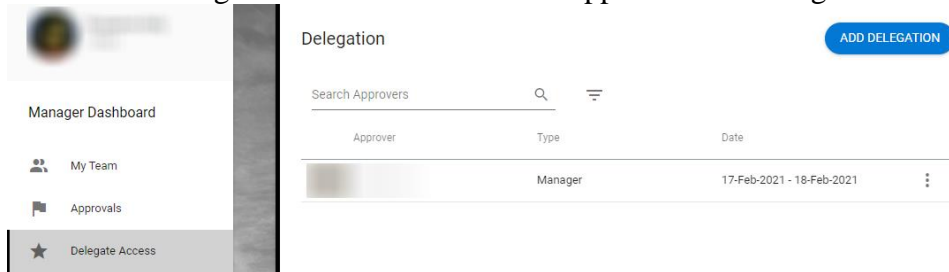 Delegation
ADD DELEGATION
Search Approvers
Manager Dashboard
Approver Type Date
My Team
Manager 17-Feb-2021 - 18-Feb-2021
Approvals
Delegate Access